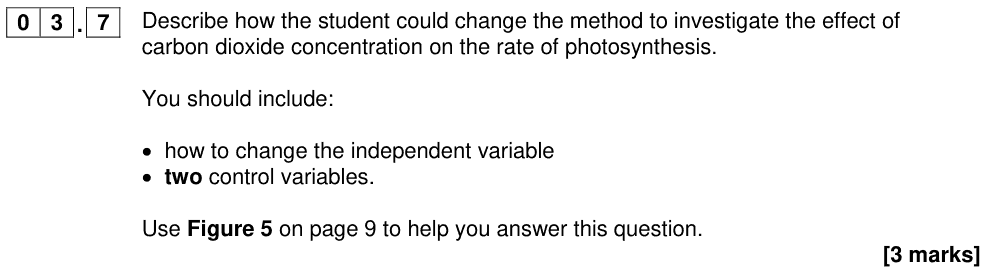 03.7 Describe how the student could change the method to investigate the effect of
carbon dioxide concentration on the rate of photosynthesis.
You should include:
• how to change the independent variable
• two control variables.
Use Figure 5 on page 9 to help you answer this question.
[3 marks]